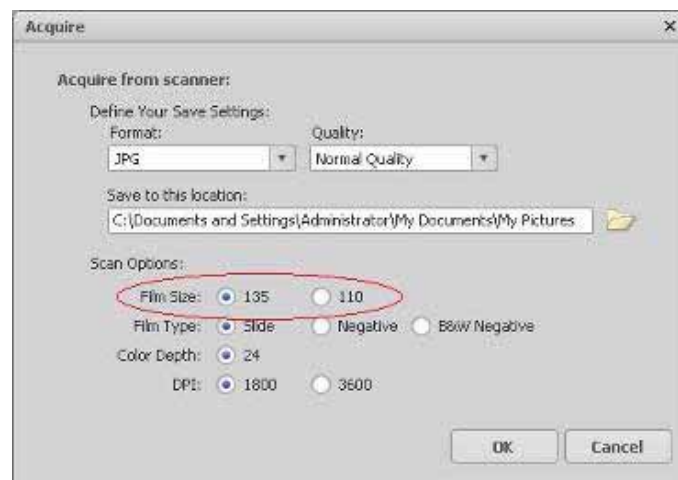 Acquire
Acquire from scanner:
Define Your Save Settings:
Format: Quality:
JPG Normal Quality
Save to this location:
C:\Documents and Settings\Administrator\My Documents\My Pictures
Scan Options:
Film Size: 135 110
Film Type: Slide Negative B&W Negative
Color Depth: 24
DPI: 1800 3600
OK Cancel